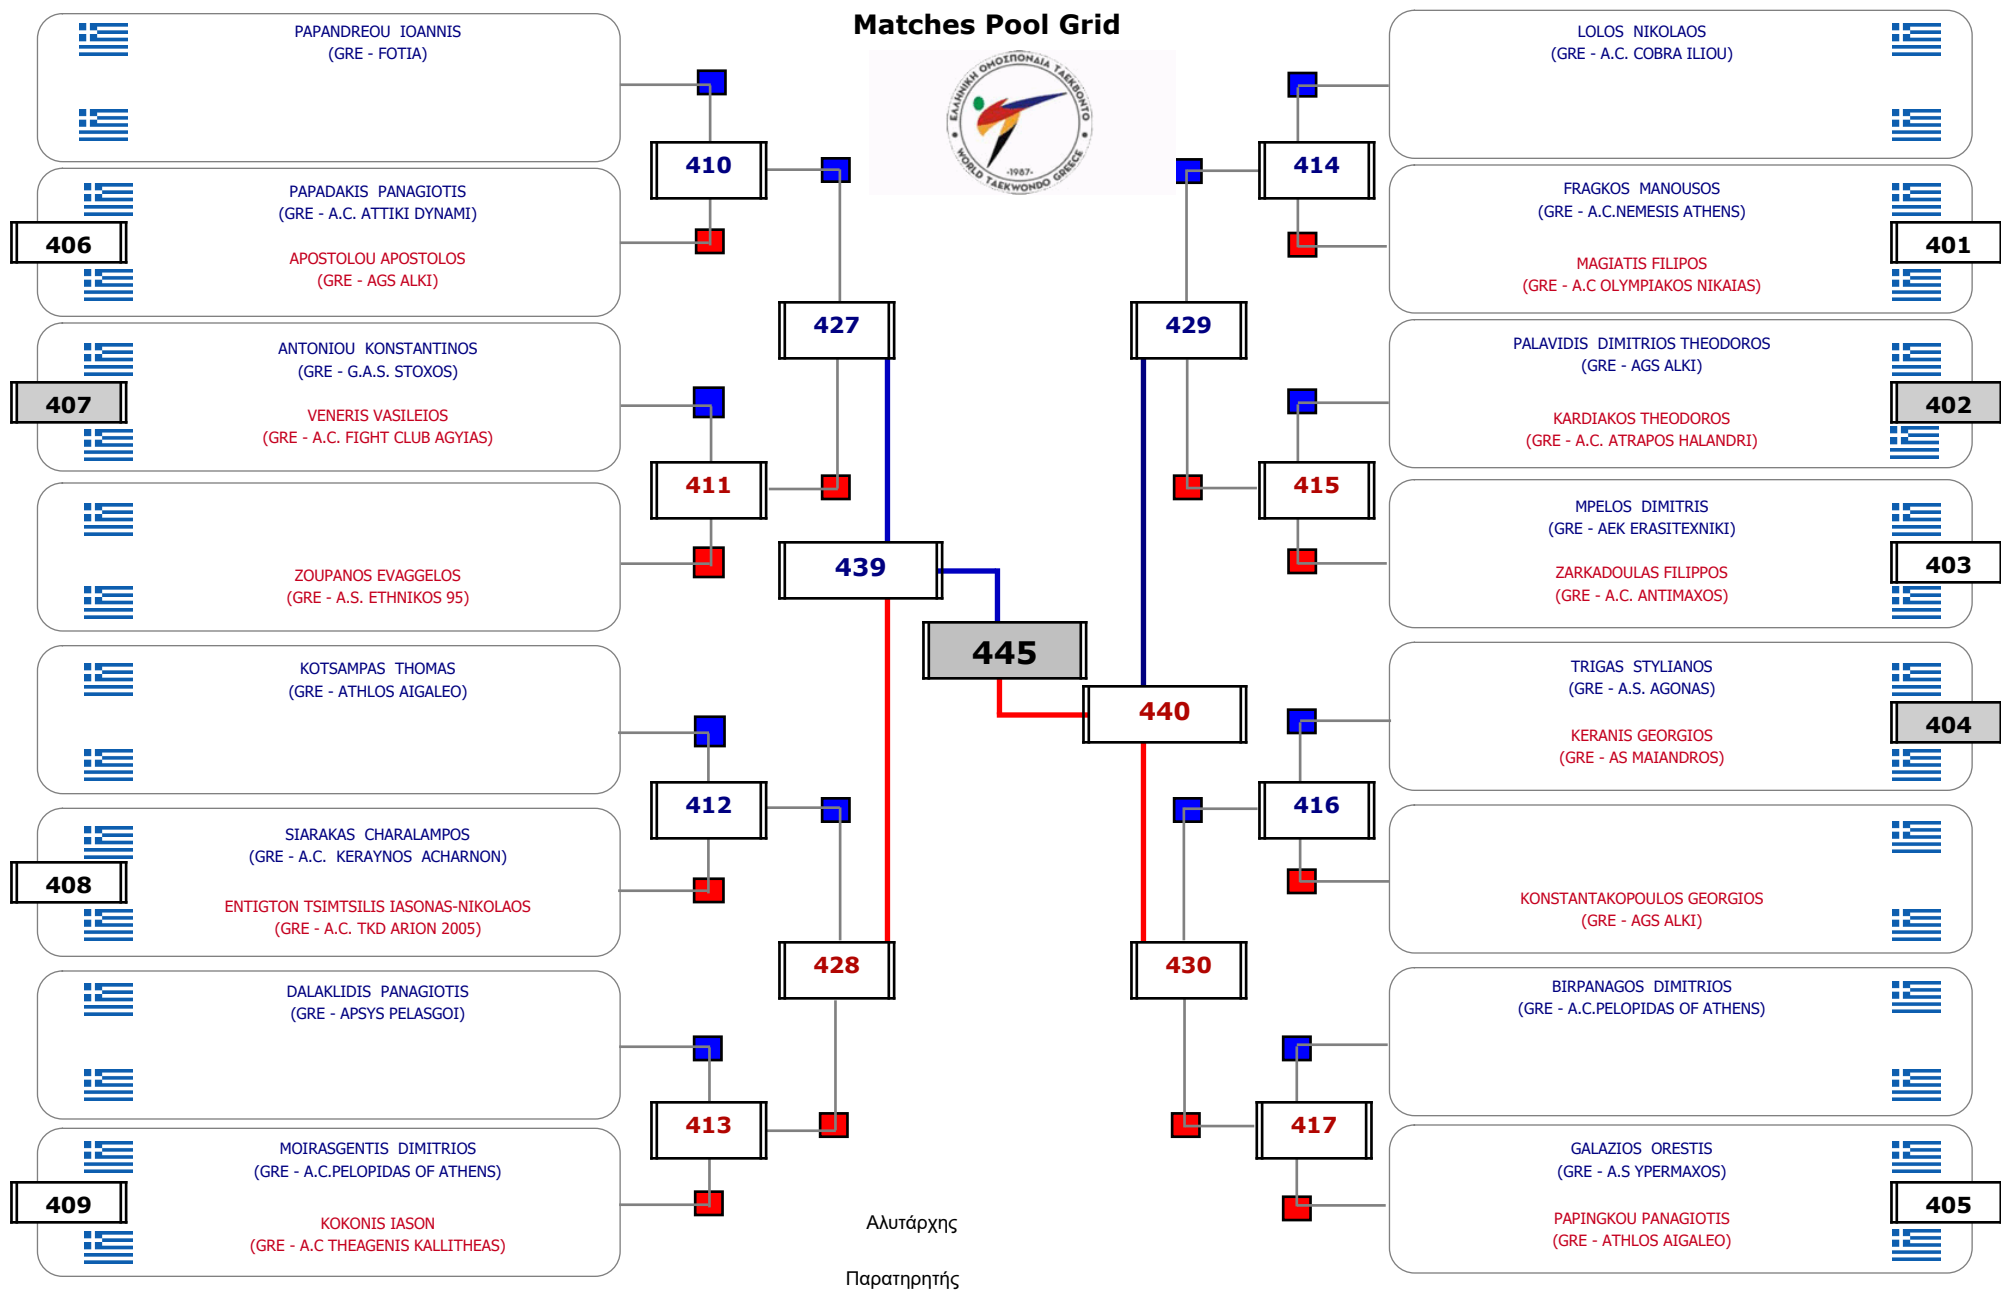 Matches Pool Grid
ΕΛΛΗΝΙΚΗ ΟΜΟΣΠΟΝΔΙΑ ΤΑΕΚΒΟΝΤΟ
WORLD TAEKWONDO GREECE
-1987-
PAPANDREOU IOANNIS
(GRE - FOTIA)
406
PAPADAKIS PANAGIOTIS
(GRE - A.C. ATTIKI DYNAMI)
APOSTOLOU APOSTOLOS
(GRE - AGS ALKI)
407
ANTONIOU KONSTANTINOS
(GRE - G.A.S. STOXOS)
VENERIS VASILEIOS
(GRE - A.C. FIGHT CLUB AGYIAS)
ZOUPANOS EVAGGELOS
(GRE - A.S. ETHNIKOS 95)
KOTSAMPAS THOMAS
(GRE - ATHLOS AIGALEO)
408
SIARAKAS CHARALAMPOS
(GRE - A.C. KERAYNOS ACHARNON)
ENTIGTON TSIMTSILIS IASONAS-NIKOLAOS
(GRE - A.C. TKD ARION 2005)
DALAKLIDIS PANAGIOTIS
(GRE - APSYS PELASGOI)
409
MOIRASGENTIS DIMITRIOS
(GRE - A.C.PELOPIDAS OF ATHENS)
KOKONIS IASON
(GRE - A.C THEAGENIS KALLITHEAS)
410
411
412
413
427
428
439
445
440
429
430
414
415
416
417
LOLOS NIKOLAOS
(GRE - A.C. COBRA ILIOU)
FRAGKOS MANOUSOS
(GRE - A.C.NEMESIS ATHENS)
401
MAGIATIS FILIPOS
(GRE - A.C OLYMPIAKOS NIKAIAS)
PALAVIDIS DIMITRIOS THEODOROS
(GRE - AGS ALKI)
402
KARDIAKOS THEODOROS
(GRE - A.C. ATRAPOS HALANDRI)
MPELOS DIMITRIS
(GRE - AEK ERASITEXNIKI)
403
ZARKADOULAS FILIPPOS
(GRE - A.C. ANTIMAXOS)
TRIGAS STYLIANOS
(GRE - A.S. AGONAS)
404
KERANIS GEORGIOS
(GRE - AS MAIANDROS)
KONSTANTAKOPOULOS GEORGIOS
(GRE - AGS ALKI)
BIRPANAGOS DIMITRIOS
(GRE - A.C.PELOPIDAS OF ATHENS)
GALAZIOS ORESTIS
(GRE - A.S YPERMAXOS)
405
PAPINGKOU PANAGIOTIS
(GRE - ATHLOS AIGALEO)
Αλυτάρχης
Παρατηρητής